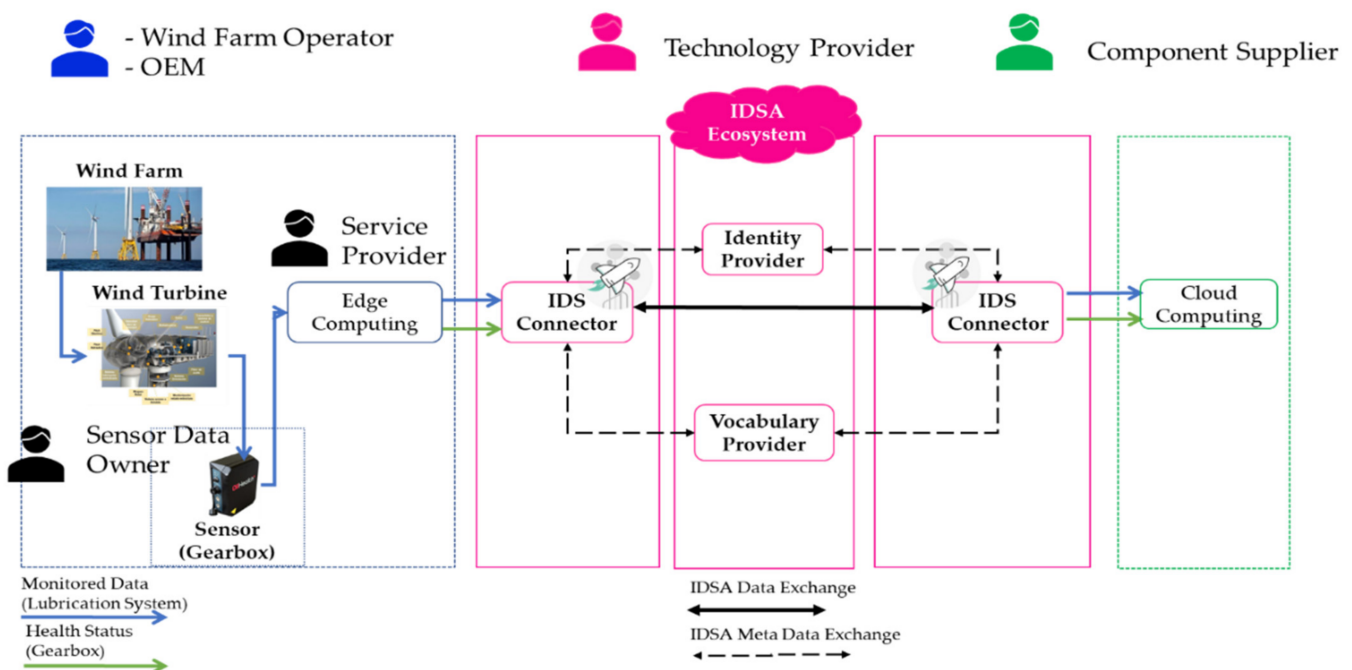 - Wind Farm Operator
- OEM
Technology Provider
Component Supplier
IDSA
Ecosystem
Wind Farm
Service
Provider
Wind Turbine
Edge
Computing
IDS
Connector
Identity
Provider
IDS
Connector
Cloud
Computing
Vocabulary
Provider
Sensor Data
Owner
Sensor
(Gearbox)
Monitored Data
(Lubrication System)
Health Status
(Gearbox)
IDSA Data Exchange
IDSA Meta Data Exchange